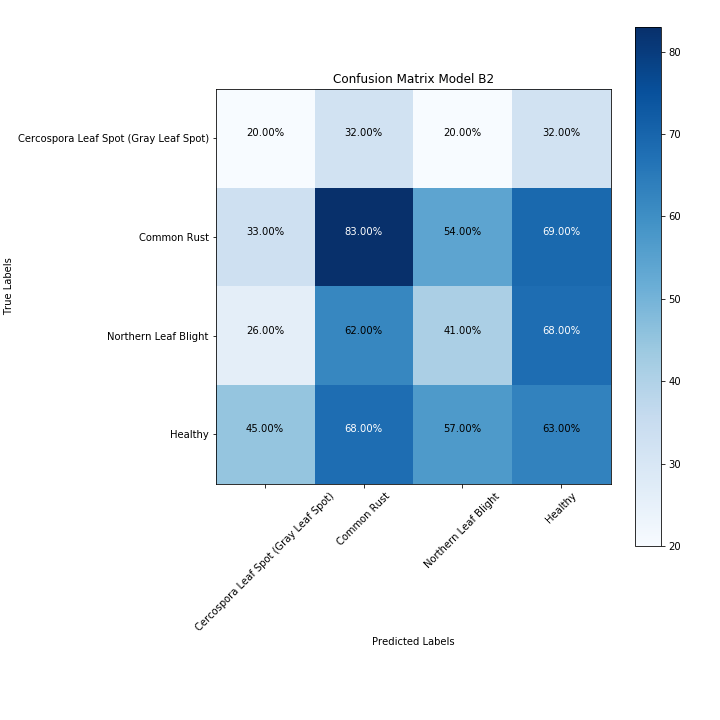 Confusion Matrix Model B2
True Labels
Cercospora Leaf Spot (Gray Leaf Spot)
20.00% 32.00% 20.00% 32.00%
Common Rust
33.00% 83.00% 54.00% 69.00%
Northern Leaf Blight
26.00% 62.00% 41.00% 68.00%
Healthy
45.00% 68.00% 57.00% 63.00%
Cercospora Leaf Spot (Gray Leaf Spot)
Common Rust
Northern Leaf Blight
Healthy
Predicted Labels
80
70
60
50
40
30
20